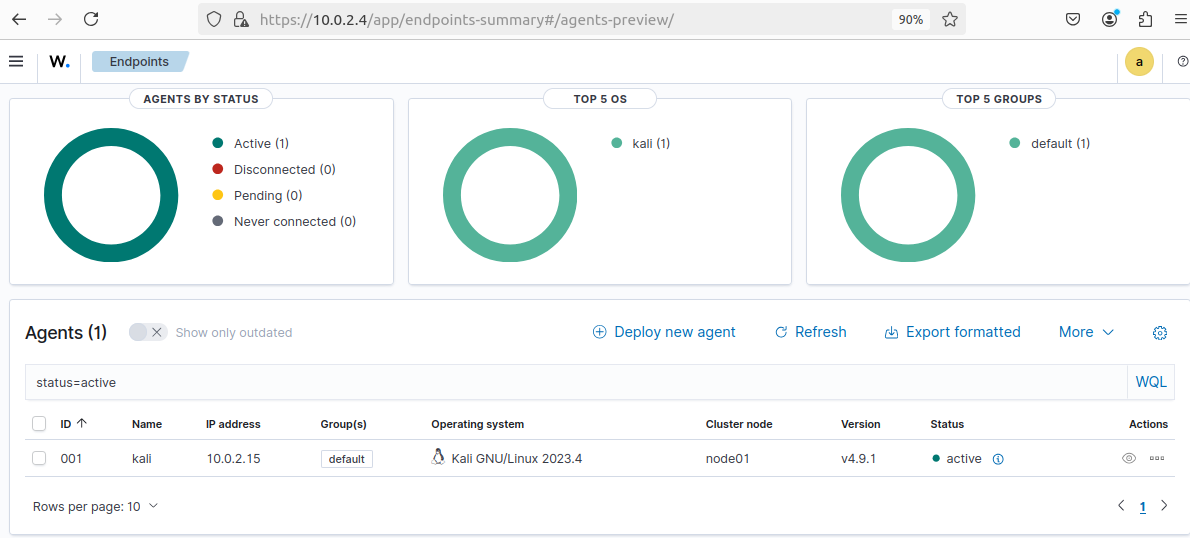 https://10.0.2.4/app/endpoints-summary#/agents-preview/ 90%
W. Endpoints a
AGENTS BY STATUS TOP 5 OS TOP 5 GROUPS
Active (1) kali (1) default (1)
Disconnected (0)
Pending (0)
Never connected (0)
Agents (1) Show only outdated Deploy new agent Refresh Export formatted More
status=active WQL
ID Name IP address Group(s) Operating system Cluster node Version Status Actions
001 kali 10.0.2.15 default Kali GNU/Linux 2023.4 node01 v4.9.1 active
Rows per page: 10 1